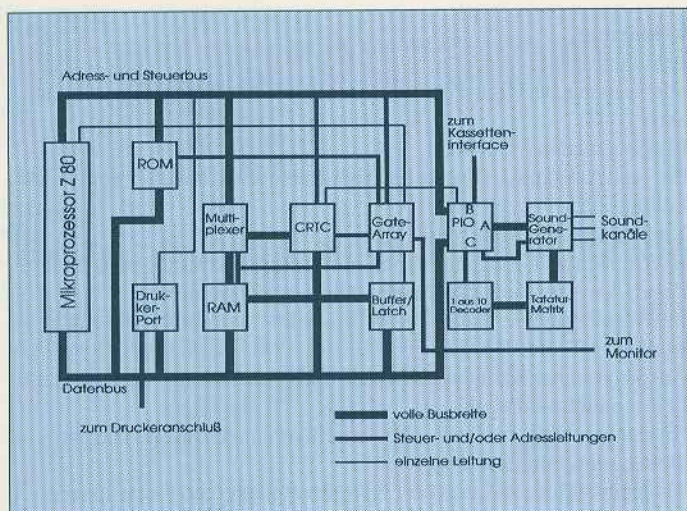 Adress- und Steuerbus
zum
Kassetten-
interface
Mikroprozessor Z 80
ROM
Multi-
plexer
CRTC
Gate-
Array
B
PIO A
C
Sound-
Gene-
rator
Sound-
kanäle
Druk-
ker-
Port
RAM
Buffer/
Latch
1 aus 10
Decoder
Tatatur-
Matrix
zum
Monitor
Datenbus
zum Druckeranschluß
volle Busbreite
Steuer- und/oder Adressleitungen
einzelne Leitung